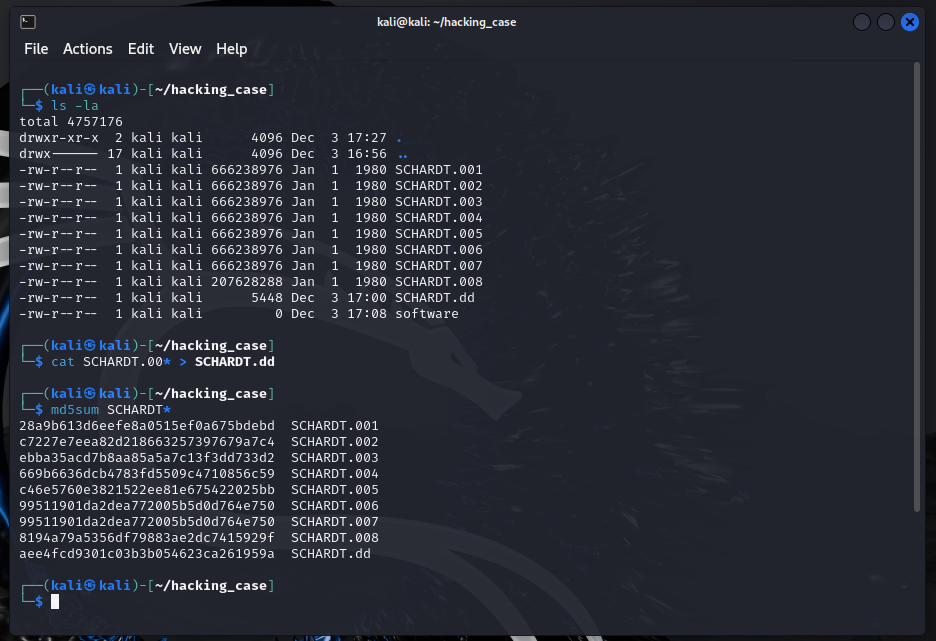 kali@kali: ~/hacking_case
File Actions Edit View Help
┌──(kali㉿kali)-[~/hacking_case]
└─$ ls -la
total 4757176
drwxr-xr-x  2 kali kali      4096 Dec  3 17:27 .
drwx------ 17 kali kali      4096 Dec  3 16:56 ..
-rw-r--r--  1 kali kali 666238976 Jan  1  1980 SCHARDT.001
-rw-r--r--  1 kali kali 666238976 Jan  1  1980 SCHARDT.002
-rw-r--r--  1 kali kali 666238976 Jan  1  1980 SCHARDT.003
-rw-r--r--  1 kali kali 666238976 Jan  1  1980 SCHARDT.004
-rw-r--r--  1 kali kali 666238976 Jan  1  1980 SCHARDT.005
-rw-r--r--  1 kali kali 666238976 Jan  1  1980 SCHARDT.006
-rw-r--r--  1 kali kali 666238976 Jan  1  1980 SCHARDT.007
-rw-r--r--  1 kali kali 207628288 Jan  1  1980 SCHARDT.008
-rw-r--r--  1 kali kali      5448 Dec  3 17:00 SCHARDT.dd
-rw-r--r--  1 kali kali         0 Dec  3 17:08 software
┌──(kali㉿kali)-[~/hacking_case]
└─$ cat SCHARDT.00* > SCHARDT.dd
┌──(kali㉿kali)-[~/hacking_case]
└─$ md5sum SCHARDT*
28a9b613d6eefe8a0515ef0a675bdebd  SCHARDT.001
c7227e7eea82d218663257397679a7c4  SCHARDT.002
ebba35acd7b8aa85a5a7c13f3dd733d2  SCHARDT.003
669b6636dcb4783fd5509c4710856c59  SCHARDT.004
c46e5760e3821522ee81e675422025bb  SCHARDT.005
99511901da2dea772005b5d0d764e750  SCHARDT.006
99511901da2dea772005b5d0d764e750  SCHARDT.007
8194a79a5356df79883ae2dc7415929f  SCHARDT.008
aee4fcd9301c03b3b054623ca261959a  SCHARDT.dd
┌──(kali㉿kali)-[~/hacking_case]
└─$